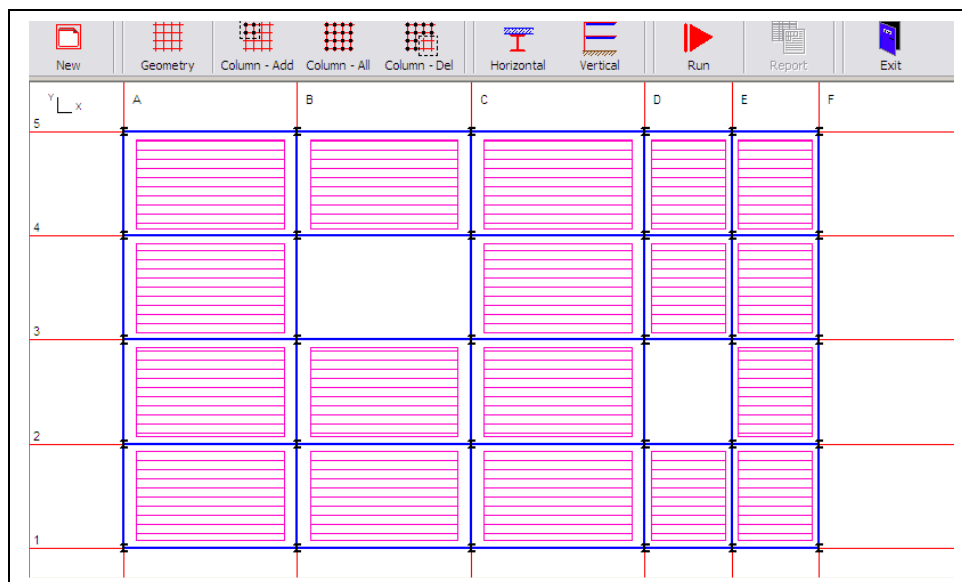 New Geometry Column - Add Column - All Column - Del Horizontal Vertical Run Report Exit
Y X A B C D E F
5
4
3
2
1